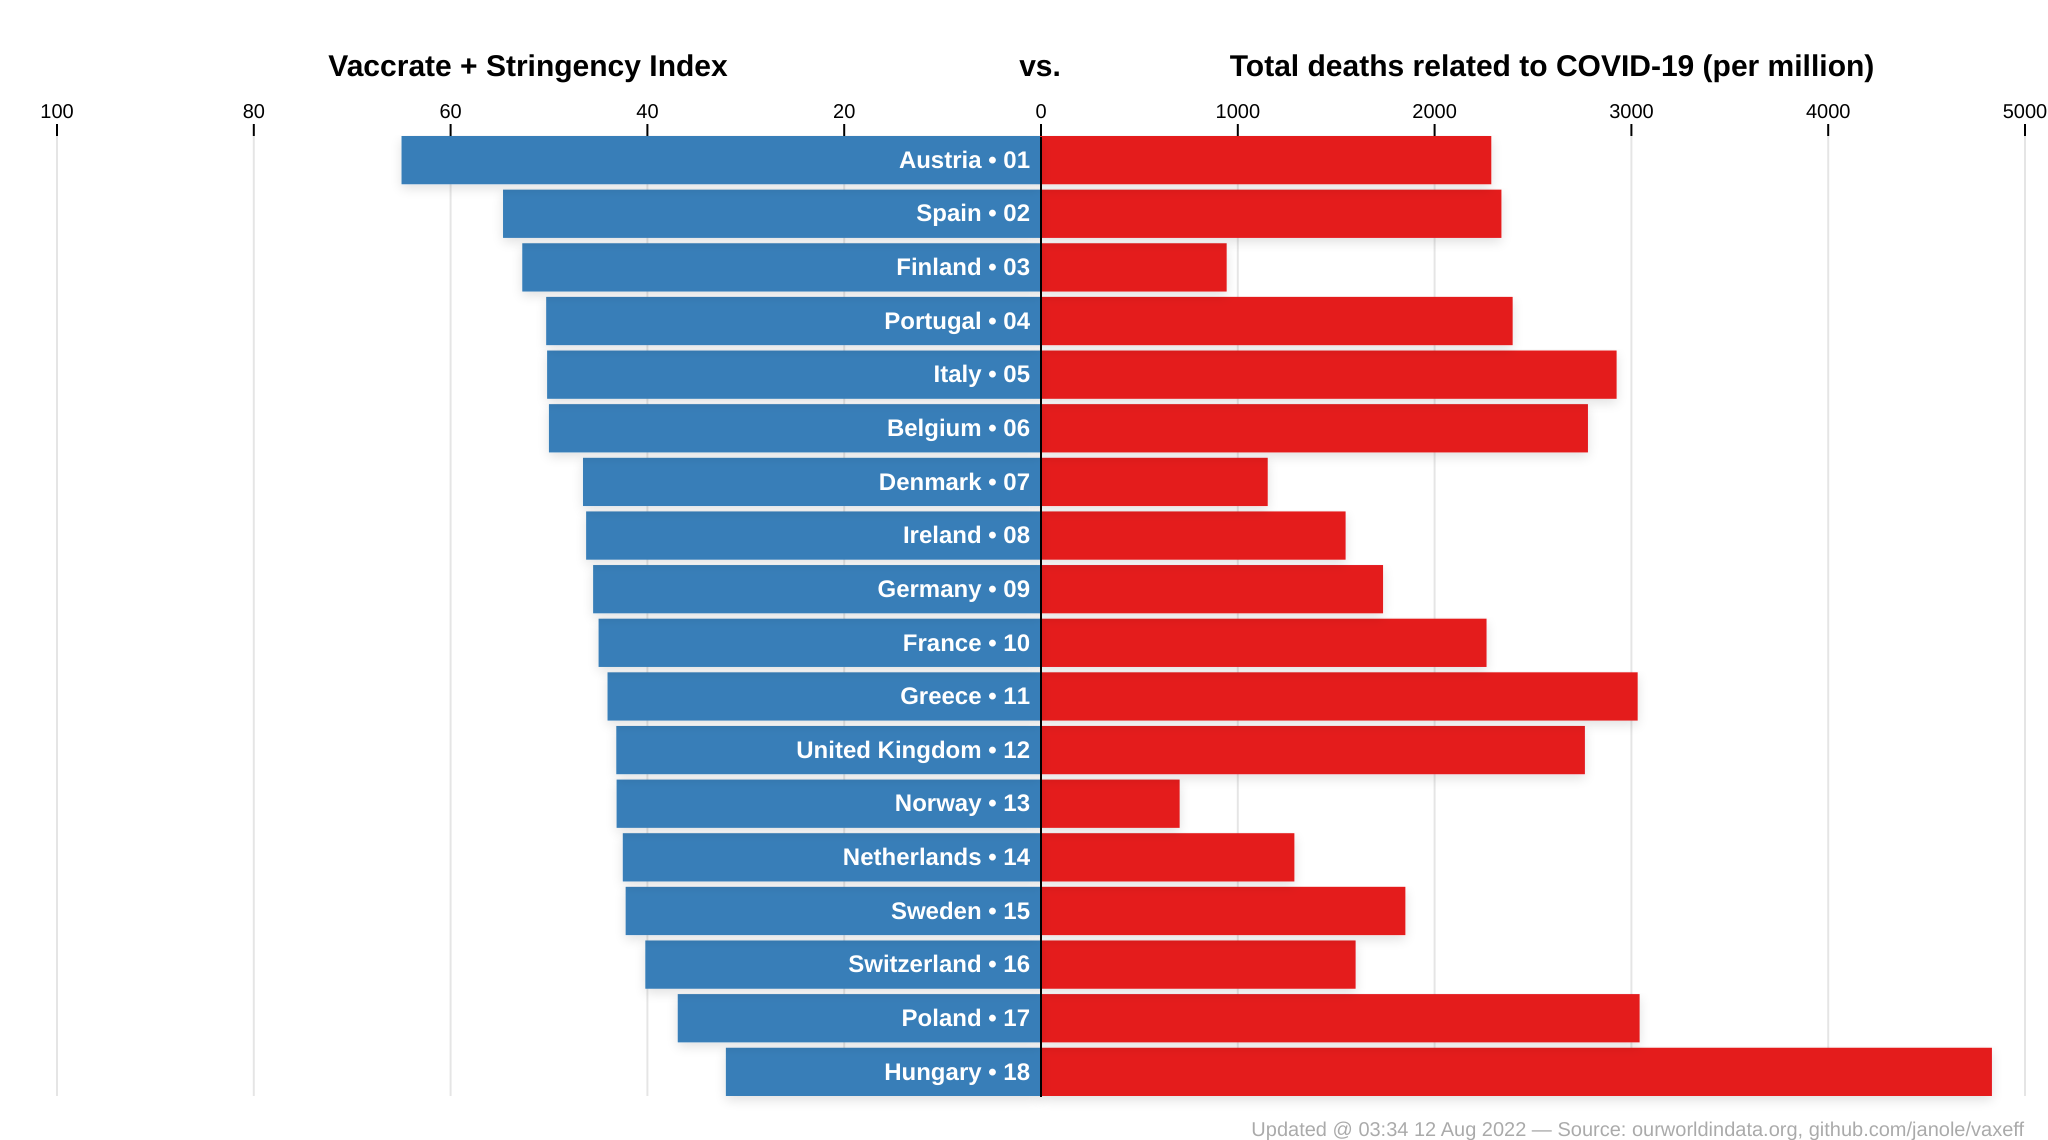 Vaccrate + Stringency Index vs. Total deaths related to COVID-19 (per million)
100 80 60 40 20 0 1000 2000 3000 4000 5000
Austria • 01
Spain • 02
Finland • 03
Portugal • 04
Italy • 05
Belgium • 06
Denmark • 07
Ireland • 08
Germany • 09
France • 10
Greece • 11
United Kingdom • 12
Norway • 13
Netherlands • 14
Sweden • 15
Switzerland • 16
Poland • 17
Hungary • 18
Updated @ 03:34 12 Aug 2022 — Source: ourworldindata.org, github.com/janole/vaxeff